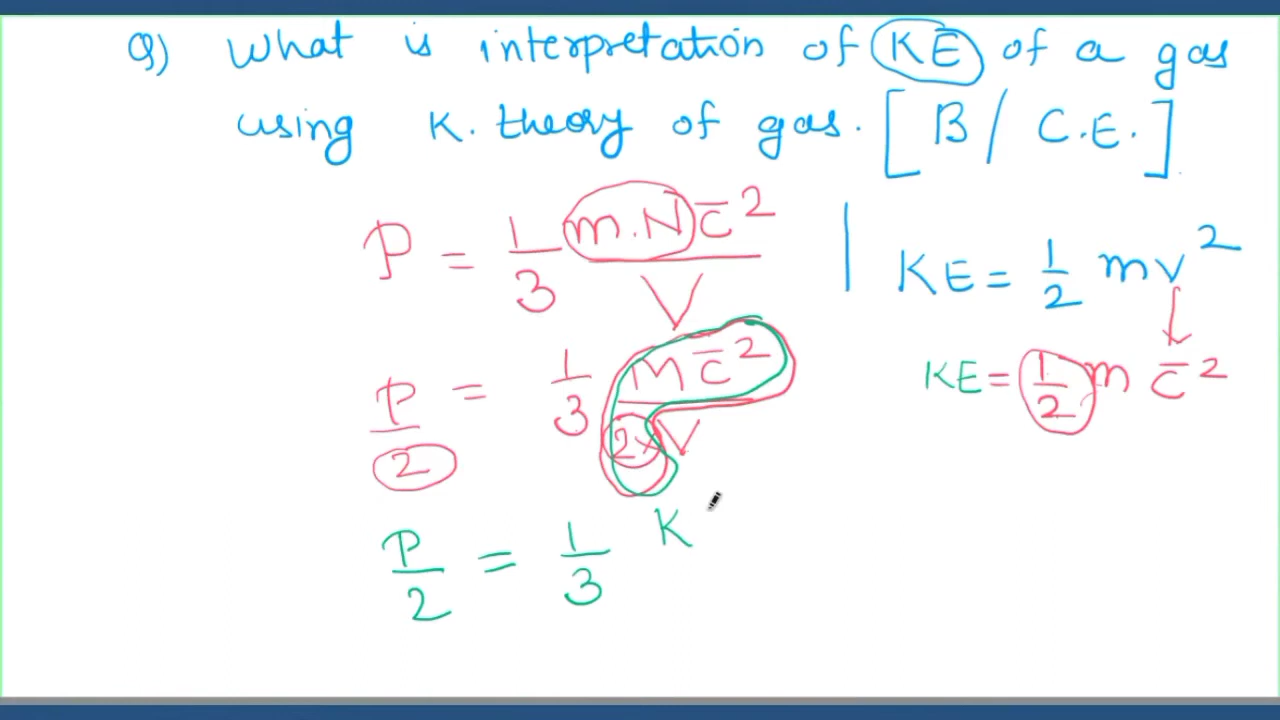 Q) What is interpretation of KE of a gas
using K. theory of gas. [B / C.E.]
P = 1/3 m.N c̄²/V | KE = 1/2 mv²
P/2 = 1/3 M c̄²/2×V
KE = 1/2 m c̄²
P/2 = 1/3 K